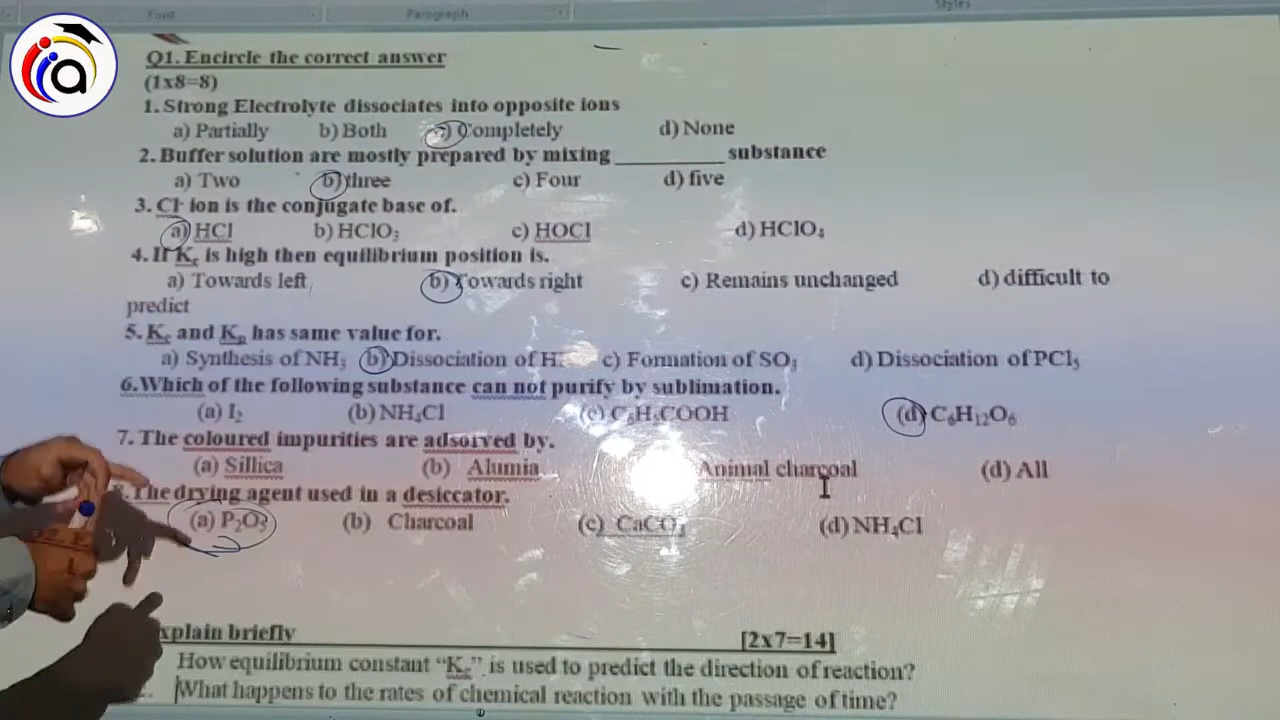 Font Paragraph Styles
Q1. Encircle the correct answer
(1x8=8)
1. Strong Electrolyte dissociates into opposite ions
a) Partially b) Both c) Completely d) None
2. Buffer solution are mostly prepared by mixing _________ substance
a) Two b) three c) Four d) five
3. Cl- ion is the conjugate base of.
a) HCl b) HClO3 c) HOCl d) HClO4
4. If Kc is high then equilibrium position is.
a) Towards left b) Towards right c) Remains unchanged d) difficult to
predict
5. Kc and Kp has same value for.
a) Synthesis of NH3 b) Dissociation of c) Formation of SO3 d) Dissociation of PCl5
6. Which of the following substance can not purify by sublimation.
(a) I2 (b) NH4Cl (c) C6H5COOH (d) C6H12O6
7. The coloured impurities are adsorved by.
(a) Sillica (b) Alumia Animal charcoal (d) All
8. The drying agent used in a desiccator.
(a) P2O5 (b) Charcoal (c) CaCO3 (d) NH4Cl
xplain briefly [2x7=14]
How equilibrium constant “Kc” is used to predict the direction of reaction?
What happens to the rates of chemical reaction with the passage of time?